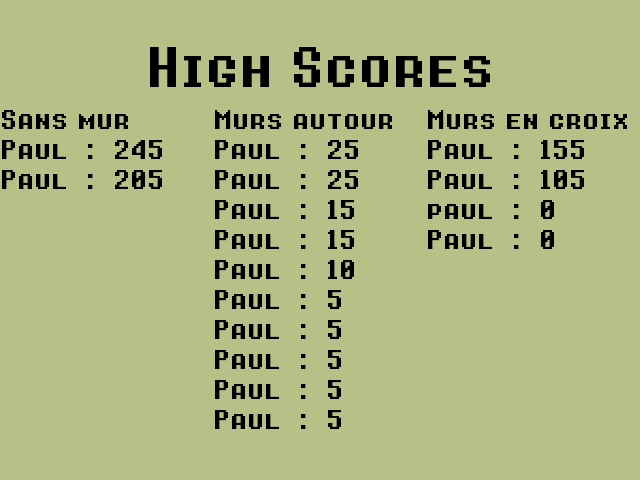 High Scores
Sans mur
Paul : 245
Paul : 205
Murs autour
Paul : 25
Paul : 25
Paul : 15
Paul : 15
Paul : 10
Paul : 5
Paul : 5
Paul : 5
Paul : 5
Paul : 5
Murs en croix
Paul : 155
Paul : 105
paul : 0
Paul : 0